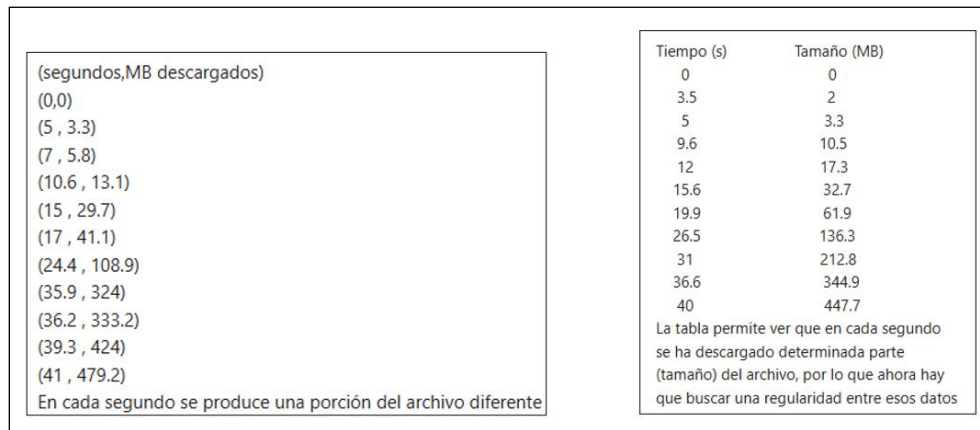 (segundos,MB descargados)
(0,0)
(5 , 3.3)
(7 , 5.8)
(10.6 , 13.1)
(15 , 29.7)
(17 , 41.1)
(24.4 , 108.9)
(35.9 , 324)
(36.2 , 333.2)
(39.3 , 424)
(41 , 479.2)
En cada segundo se produce una porción del archivo diferente
Tiempo (s) Tamaño (MB)
0 0
3.5 2
5 3.3
9.6 10.5
12 17.3
15.6 32.7
19.9 61.9
26.5 136.3
31 212.8
36.6 344.9
40 447.7
La tabla permite ver que en cada segundo
se ha descargado determinada parte
(tamaño) del archivo, por lo que ahora hay
que buscar una regularidad entre esos datos